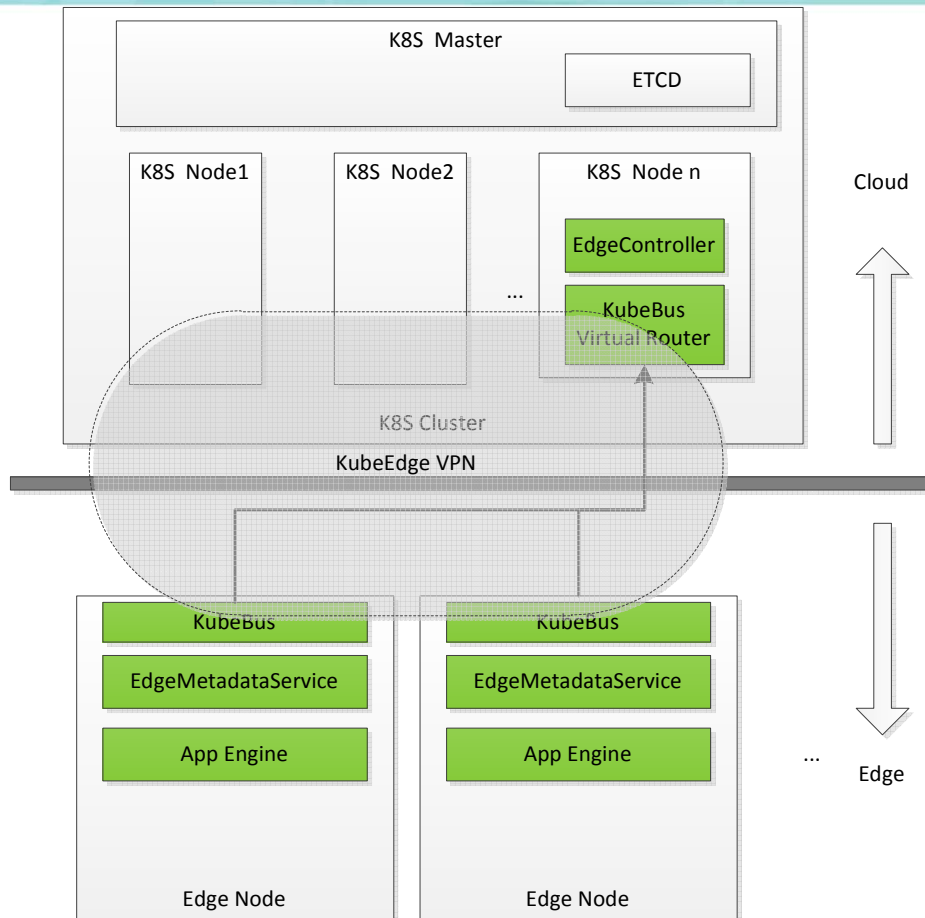 K8S Master
ETCD
K8S Node1
K8S Node2
K8S Node n
Cloud
EdgeController
...
KubeBus
Virtual Router
K8S Cluster
KubeEdge VPN
KubeBus
KubeBus
EdgeMetadataService
EdgeMetadataService
App Engine
App Engine
...
Edge
Edge Node
Edge Node